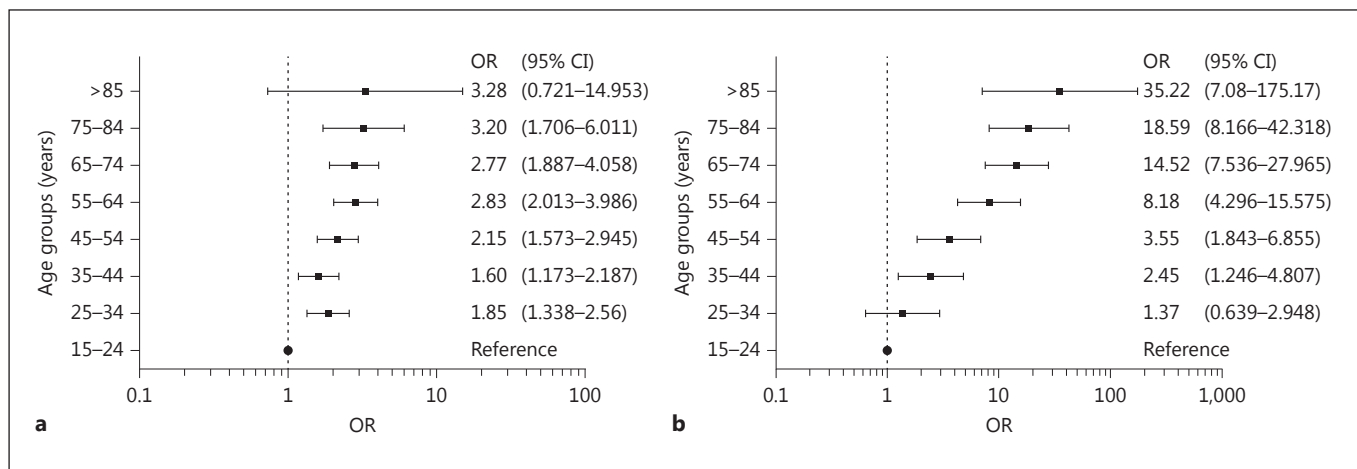 OR (95% CI)
>85 3.28 (0.721–14.953)
75–84 3.20 (1.706–6.011)
65–74 2.77 (1.887–4.058)
55–64 2.83 (2.013–3.986)
45–54 2.15 (1.573–2.945)
35–44 1.60 (1.173–2.187)
25–34 1.85 (1.338–2.56)
15–24 Reference
Age groups (years)
0.1 1 10 100
OR
a
OR (95% CI)
>85 35.22 (7.08–175.17)
75–84 18.59 (8.166–42.318)
65–74 14.52 (7.536–27.965)
55–64 8.18 (4.296–15.575)
45–54 3.55 (1.843–6.855)
35–44 2.45 (1.246–4.807)
25–34 1.37 (0.639–2.948)
15–24 Reference
Age groups (years)
0.1 1 10 100 1,000
OR
b